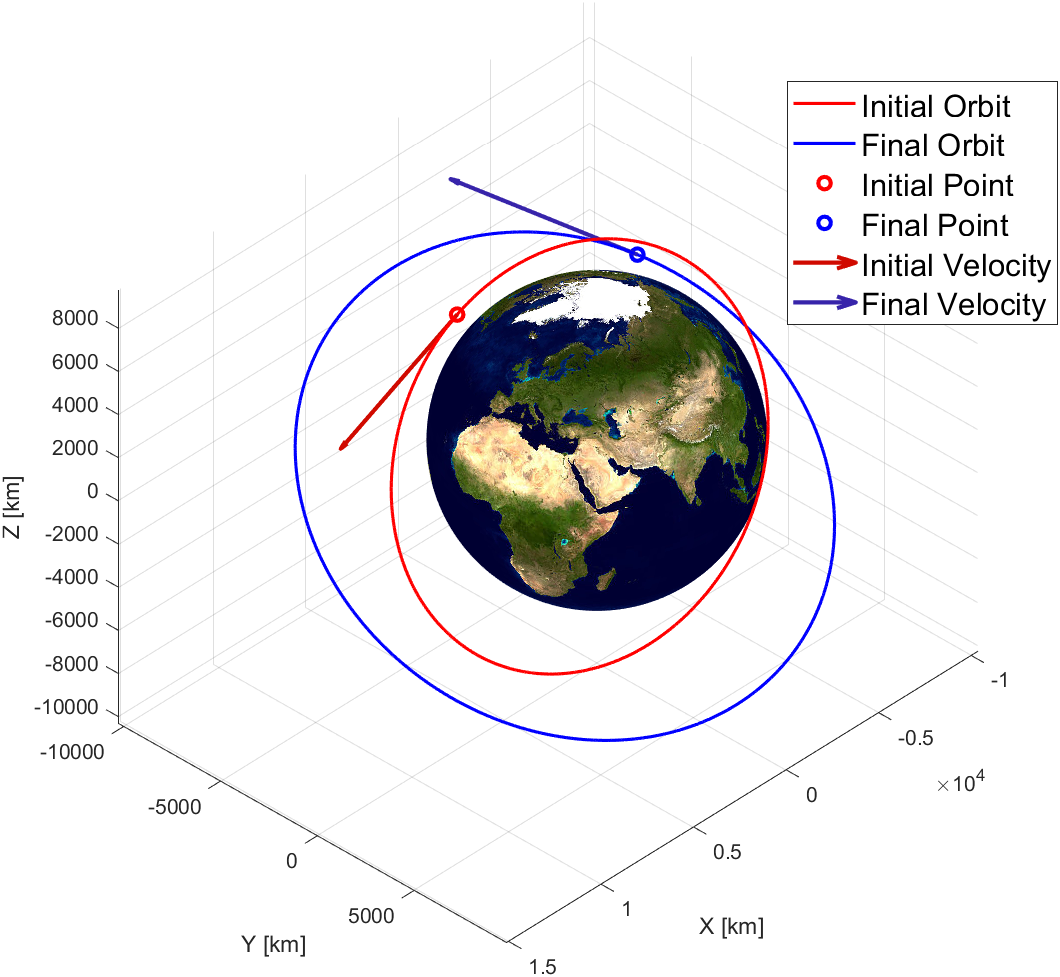 Initial Orbit
Final Orbit
Initial Point
Final Point
Initial Velocity
Final Velocity
8000
6000
4000
2000
0
-2000
-4000
-6000
-8000
-10000
Z [km]
-10000
-5000
0
5000
Y [km]
-1
-0.5
0
0.5
1
1.5
×10⁴
X [km]